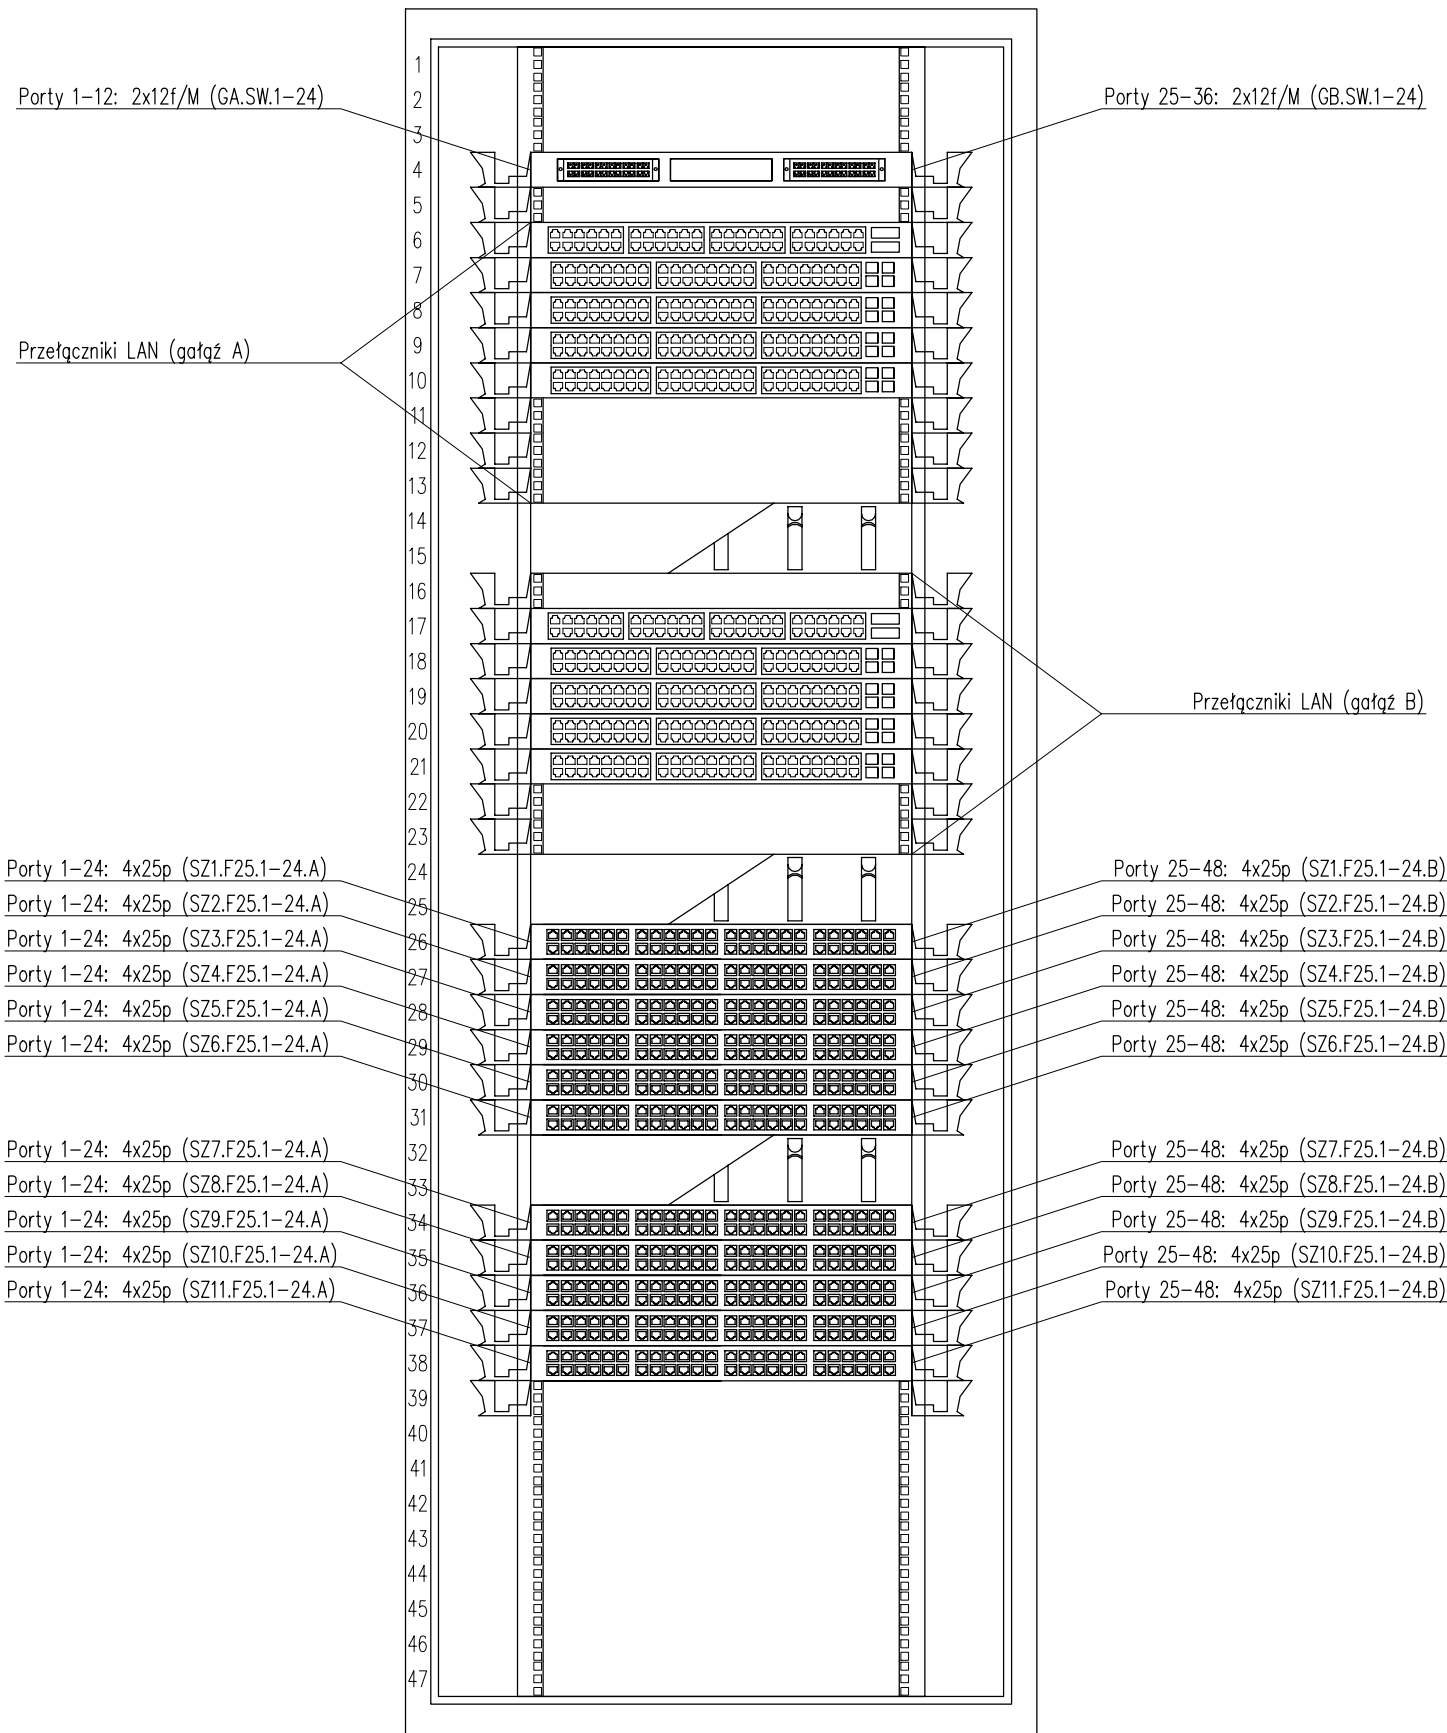 Porty 1-12: 2x12f/M (GA.SW.1-24)
Porty 25-36: 2x12f/M (GB.SW.1-24)
Przełączniki LAN (gałąź A)
Przełączniki LAN (gałąź B)
Porty 1-24: 4x25p (SZ1.F25.1-24.A)
Porty 1-24: 4x25p (SZ2.F25.1-24.A)
Porty 1-24: 4x25p (SZ3.F25.1-24.A)
Porty 1-24: 4x25p (SZ4.F25.1-24.A)
Porty 1-24: 4x25p (SZ5.F25.1-24.A)
Porty 1-24: 4x25p (SZ6.F25.1-24.A)
Porty 1-24: 4x25p (SZ7.F25.1-24.A)
Porty 1-24: 4x25p (SZ8.F25.1-24.A)
Porty 1-24: 4x25p (SZ9.F25.1-24.A)
Porty 1-24: 4x25p (SZ10.F25.1-24.A)
Porty 1-24: 4x25p (SZ11.F25.1-24.A)
1
2
3
4
5
6
7
8
9
10
11
12
13
14
15
16
17
18
19
20
21
22
23
24
25
26
27
28
29
30
31
32
33
34
35
36
37
38
39
40
41
42
43
44
45
46
47
Porty 25-48: 4x25p (SZ1.F25.1-24.B)
Porty 25-48: 4x25p (SZ2.F25.1-24.B)
Porty 25-48: 4x25p (SZ3.F25.1-24.B)
Porty 25-48: 4x25p (SZ4.F25.1-24.B)
Porty 25-48: 4x25p (SZ5.F25.1-24.B)
Porty 25-48: 4x25p (SZ6.F25.1-24.B)
Porty 25-48: 4x25p (SZ7.F25.1-24.B)
Porty 25-48: 4x25p (SZ8.F25.1-24.B)
Porty 25-48: 4x25p (SZ9.F25.1-24.B)
Porty 25-48: 4x25p (SZ10.F25.1-24.B)
Porty 25-48: 4x25p (SZ11.F25.1-24.B)